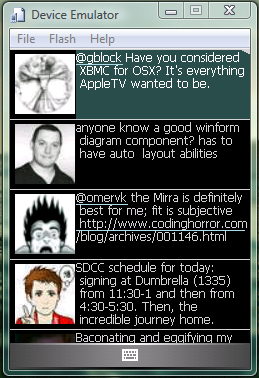 Device Emulator
File Flash Help
@gblock Have you considered
XBMC for OSX? It's everything
AppleTV wanted to be.
anyone know a good winform
diagram component? has to
have auto layout abilities
@omervk the Mirra is definitely
best for me; fit is subjective
http://www.codinghorror.com
/blog/archives/001146.html
SDCC schedule for today:
signing at Dumbrella (1335)
from 11:30-1 and then from
4:30-5:30. Then, the
incredible journey home.
Baconating and eggifying my